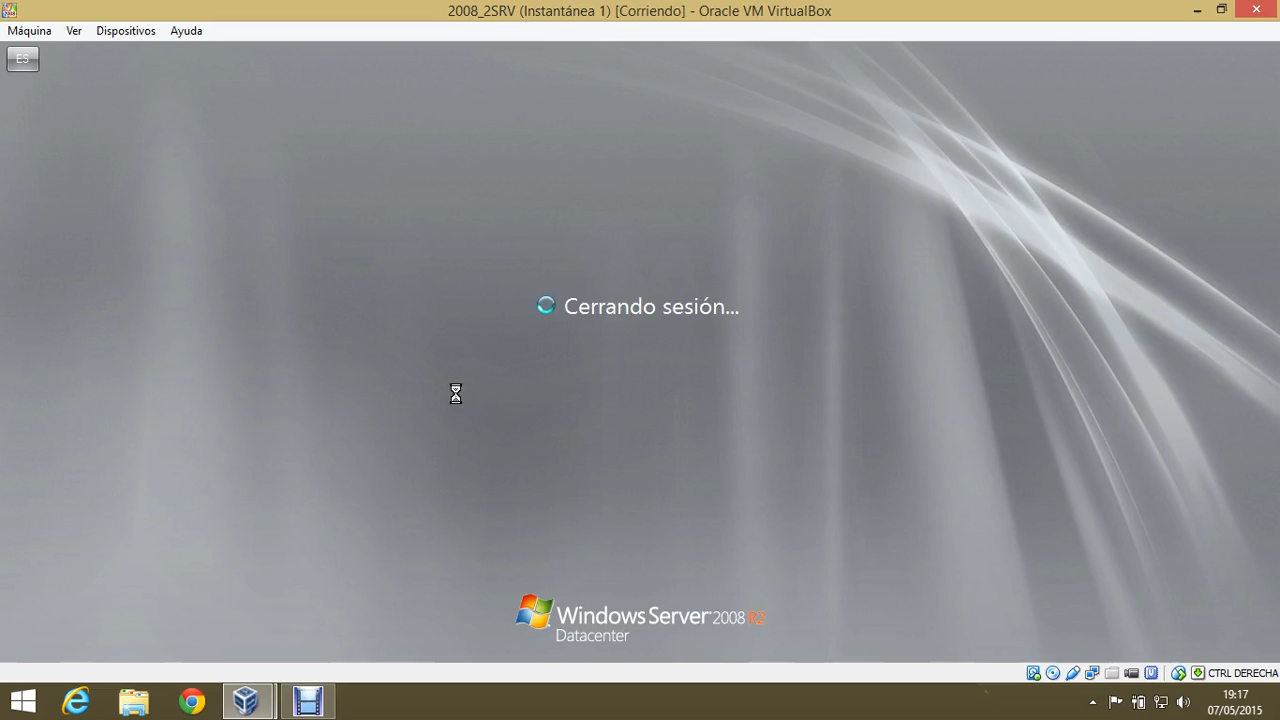 2008_2SRV (Instantánea 1) [Corriendo] - Oracle VM VirtualBox
Máquina Ver Dispositivos Ayuda
ES
Cerrando sesión...
Windows Server 2008 R2
Datacenter
CTRL DERECHA
19:17
07/05/2015